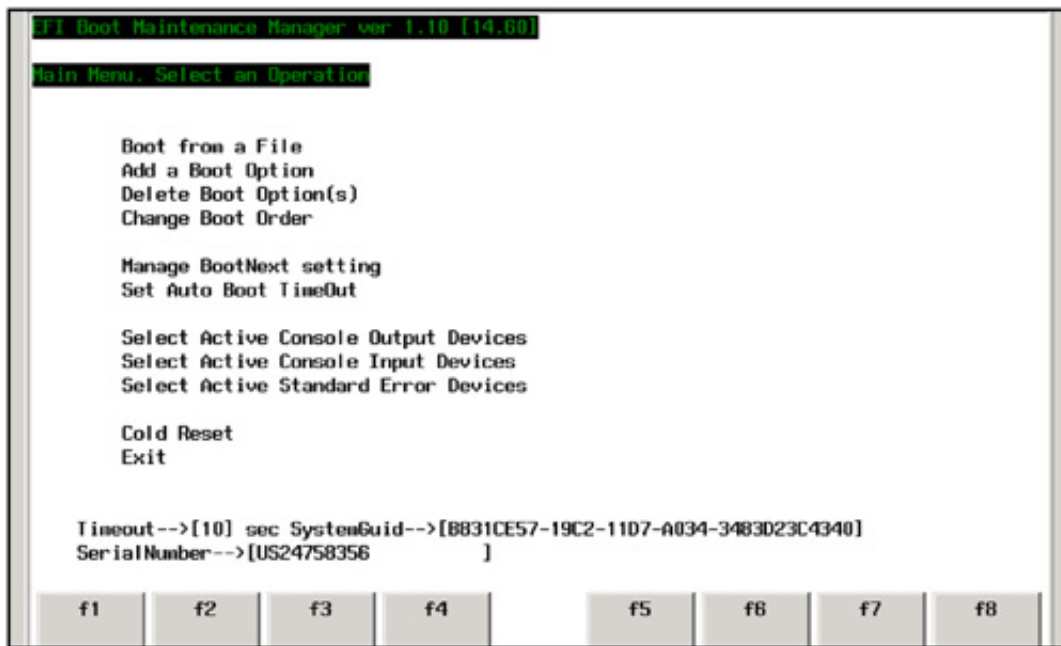 EFI Boot Maintenance Manager ver 1.10 [14.60]
Main Menu. Select an Operation
Boot from a File
Add a Boot Option
Delete Boot Option(s)
Change Boot Order
Manage BootNext setting
Set Auto Boot TimeOut
Select Active Console Output Devices
Select Active Console Input Devices
Select Active Standard Error Devices
Cold Reset
Exit
Timeout-->[10] sec SystemGuid-->[B831CE57-19C2-11D7-A034-3483D23C4340]
SerialNumber-->[US24758356 ]
f1 f2 f3 f4 f5 f6 f7 f8